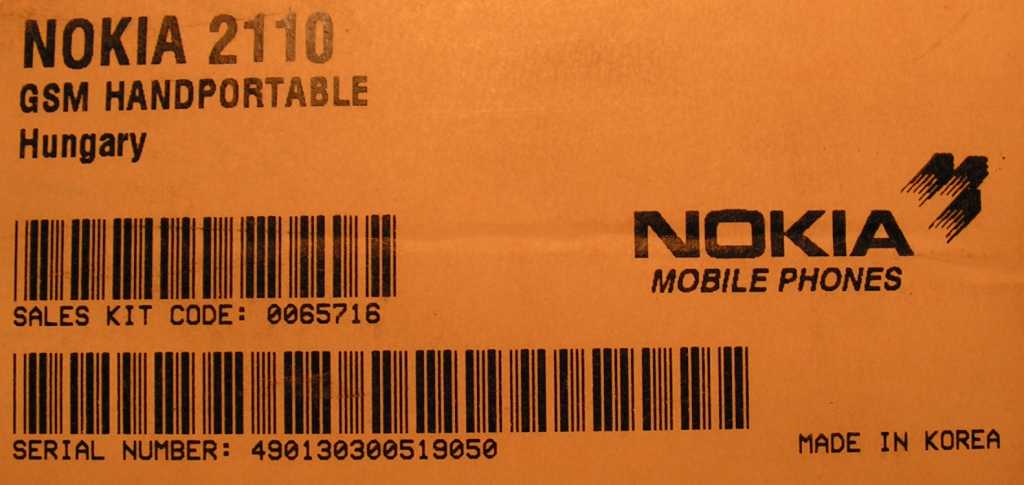 NOKIA 2110
GSM HANDPORTABLE
Hungary
SALES KIT CODE: 0065716
NOKIA
MOBILE PHONES
SERIAL NUMBER: 490130300519050
MADE IN KOREA